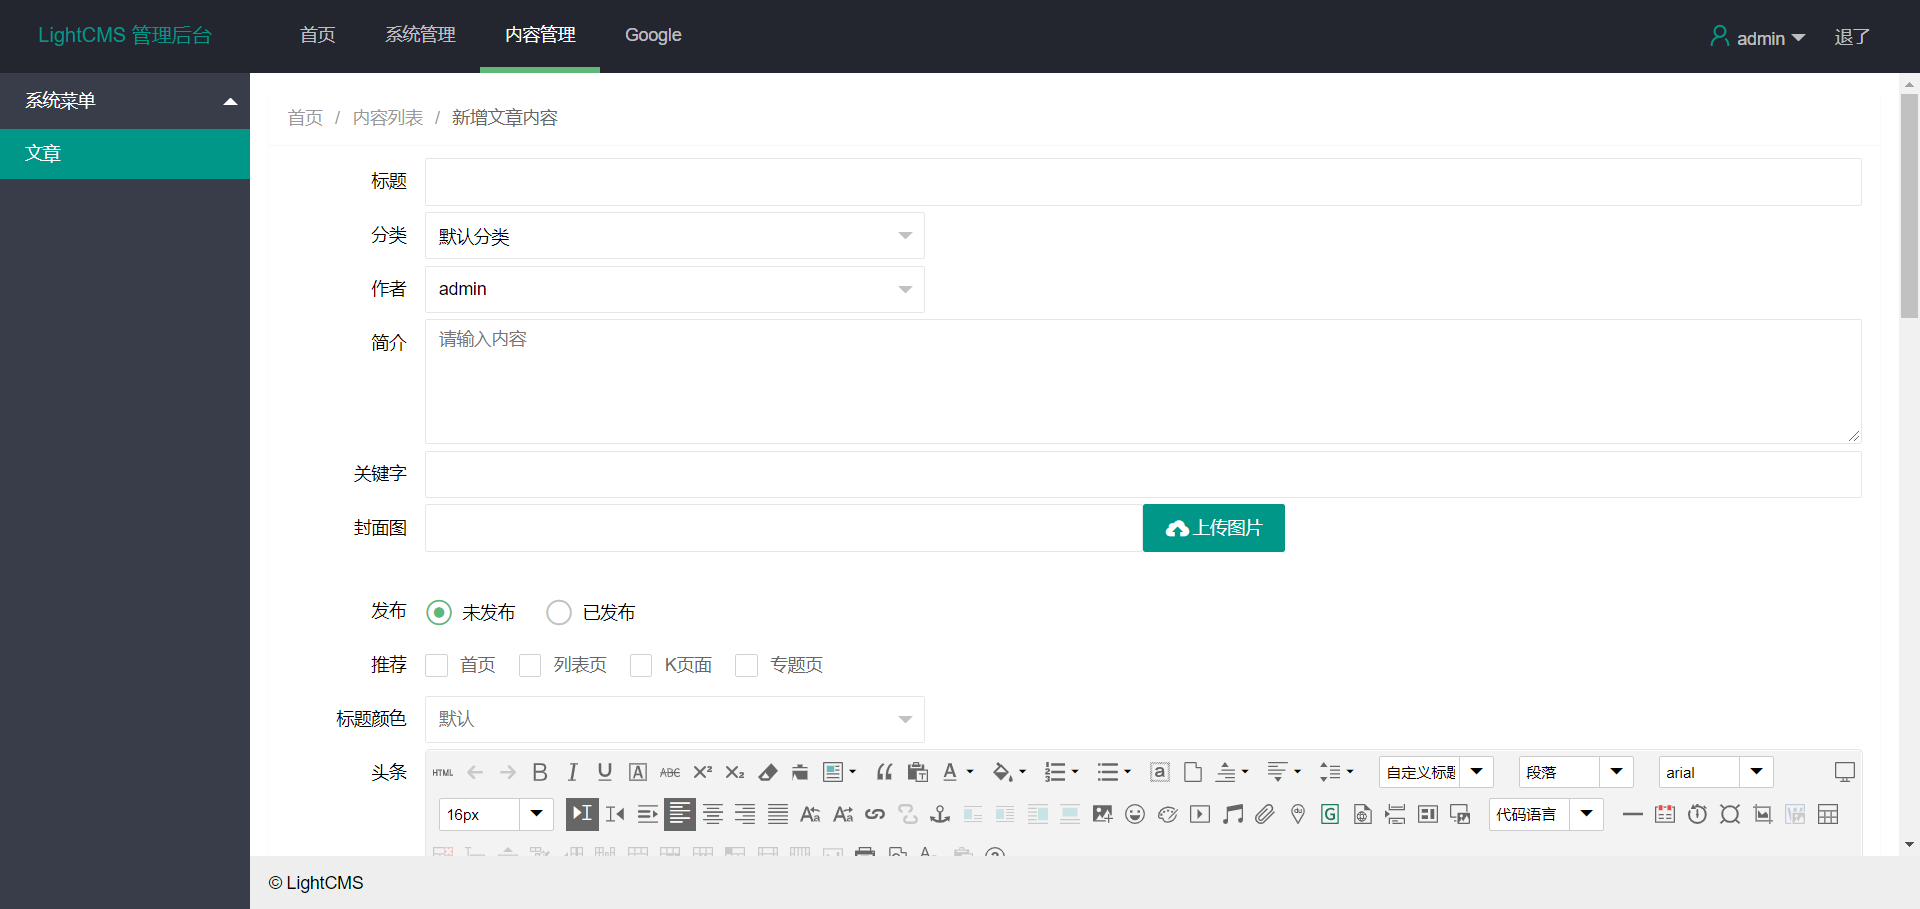 LightCMS 管理后台 首页 系统管理 内容管理 Google admin 退了
系统菜单
文章
首页 / 内容列表 / 新增文章内容
标题
分类 默认分类
作者 admin
简介 请输入内容
关键字
封面图 上传图片
发布 未发布 已发布
推荐 首页 列表页 K页面 专题页
标题颜色 默认
头条 HTML B I U A ABC X² X₂ A a 自定义标题 段落 arial
16px 代码语言
© LightCMS